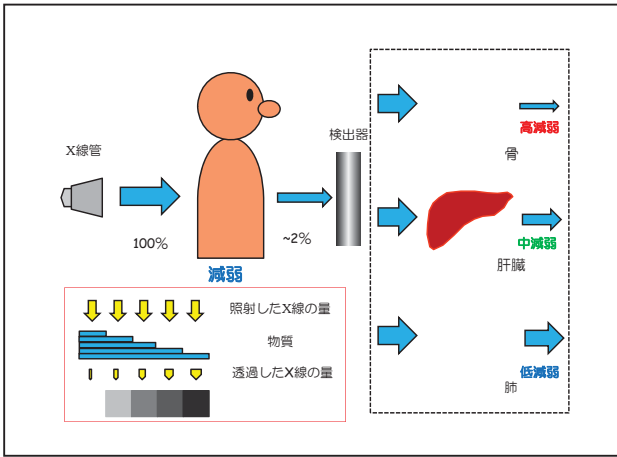 X線管
100%
減弱
~2%
検出器
高減弱
骨
中減弱
肝臓
低減弱
肺
照射したX線の量
物質
透過したX線の量